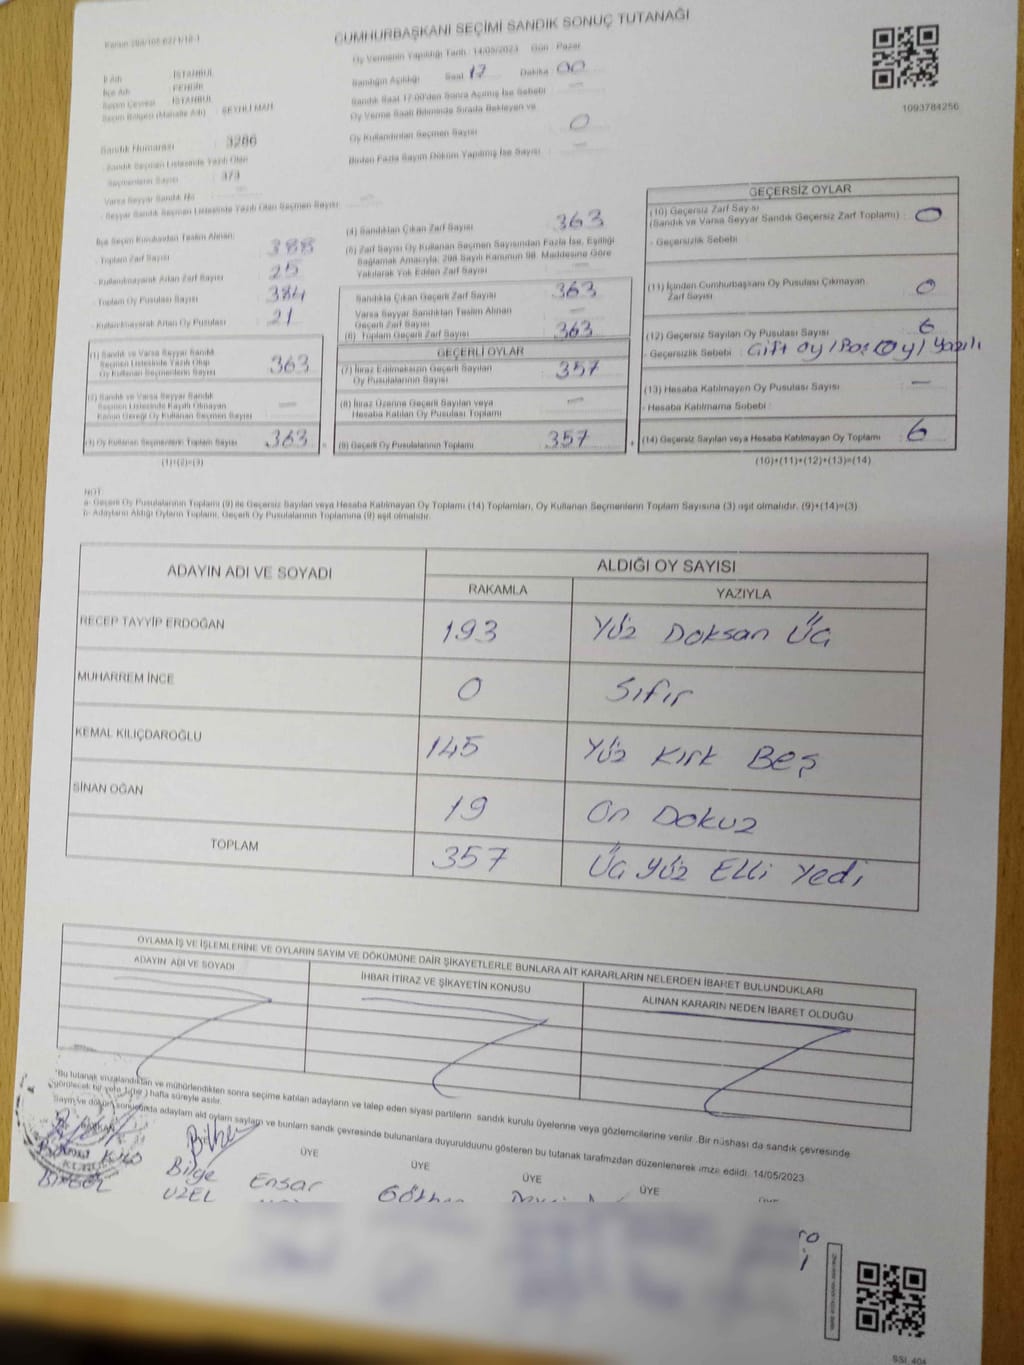 CUMHURBAŞKANI SEÇİMİ SANDIK SONUÇ TUTANAĞI
Oy Vermenin Yapıldığı Tarih : 14/05/2023 Gün : Pazar
Sandığın Açıldığı Saat 17 Dakika 00
Sandık Saat 17:00'den Sonra Açılmış İse Sebebi —
Oy Verme Saati Bitiminde Sırada Bekleyen ve
Oy Kullandırılan Seçmen Sayısı 0
Birden Fazla Sayım Döküm Yapılmış İse Sayısı —
1093784256
İl Adı : İSTANBUL
İlçe Adı : PENDİK
Seçim Çevresi : İSTANBUL
Seçim Bölgesi (Mahalle Adı) : ŞEYHLİ MAH
Sandık Numarası : 3286
Sandık Seçmen Listesinde Yazılı Olan
Seçmenlerin Sayısı : 373
Varsa Seyyar Sandık No —
- Seyyar Sandık Seçmen Listesinde Yazılı Olan Seçmen Sayısı: —
İlçe Seçim Kurulundan Teslim Alınan:
- Toplam Zarf Sayısı 388
- Kullanılmayarak Artan Zarf Sayısı 25
- Toplam Oy Pusulası Sayısı 384
- Kullanılmayarak Artan Oy Pusulası 21
(1) Sandık ve Varsa Seyyar Sandık
Seçmen Listesinde Yazılı Olup
Oy Kullanan Seçmenlerin Sayısı 363
(2) Sandık ve Varsa Seyyar Sandık
Seçmen Listesinde Kayıtlı Olmayan
Kanun Gereği Oy Kullanan Seçmenlerin Sayısı —
(3) Oy Kullanan Seçmenlerin Toplam Sayısı 363
(1)+(2)=(3)
(4) Sandıktan Çıkan Zarf Sayısı 363
(5) Zarf Sayısı Oy Kullanan Seçmen Sayısından Fazla İse, Eşitliği
Sağlamak Amacıyla, 298 Sayılı Kanunun 98. Maddesine Göre
Yakılarak Yok Edilen Zarf Sayısı —
Sandıkta Çıkan Geçerli Zarf Sayısı 363
Varsa Seyyar Sandıktan Teslim Alınan
Geçerli Zarf Sayısı —
(6) Toplam Geçerli Zarf Sayısı 363
GEÇERLİ OYLAR
(7) İtiraz Edilmeksizin Geçerli Sayılan
Oy Pusulasının Sayısı 357
(8) İtiraz Üzerine Geçerli Sayılan veya
Hesaba Katılan Oy Pusulası Toplamı —
(9) Geçerli Oy Pusulalarının Toplamı 357
GEÇERSİZ OYLAR
(10) Geçersiz Zarf Sayısı
(Sandık ve Varsa Seyyar Sandık Geçersiz Zarf Toplamı) : 0
- Geçersizlik Sebebi
(11) İçinden Cumhurbaşkanı Oy Pusulası Çıkmayan
Zarf Sayısı 0
(12) Geçersiz Sayılan Oy Pusulası Sayısı 6
- Geçersizlik Sebebi : Çift oy / Boş Oy / Yazılı
(13) Hesaba Katılmayan Oy Pusulası Sayısı —
- Hesaba Katılmama Sebebi :
(14) Geçersiz Sayılan veya Hesaba Katılmayan Oy Toplamı 6
(10)+(11)+(12)+(13)=(14)
NOT:
a- Geçerli Oy Pusulalarının Toplamı (9) ile Geçersiz Sayılan veya Hesaba Katılmayan Oy Toplamı (14) Toplamları, Oy Kullanan Seçmenlerin Toplam Sayısına (3) eşit olmalıdır. (9)+(14)=(3)
b- Adayların Aldığı Oyların Toplamı, Geçerli Oy Pusulalarının Toplamına (9) eşit olmalıdır.
ADAYIN ADI VE SOYADI
ALDIĞI OY SAYISI
RAKAMLA YAZIYLA
RECEP TAYYİP ERDOĞAN 193 Yüz Doksan Üç
MUHARREM İNCE 0 Sıfır
KEMAL KILIÇDAROĞLU 145 Yüz Kırk Beş
SİNAN OĞAN 19 On Dokuz
TOPLAM 357 Üç Yüz Elli Yedi
OYLAMA İŞ VE İŞLEMLERİNE VE OYLARIN SAYIM VE DÖKÜMÜNE DAİR ŞİKAYETLERLE BUNLARA AİT KARARLARIN NELERDEN İBARET BULUNDUKLARI
ADAYIN ADI VE SOYADI
İHBAR İTİRAZ VE ŞİKAYETİN KONUSU
ALINAN KARARIN NEDEN İBARET OLDUĞU
*Bu tutanak imzalandıktan ve mühürlendikten sonra seçime katılan adayların ve talep eden siyasi partilerin sandık kurulu üyelerine veya gözlemcilerine verilir. Bir nüshası da sandık çevresinde
görülecek bir yere 1 (bir) hafta süreyle asılır.
Sayım ve döküm sonucunda adayların ald oyların sayıları ve bunların sandık çevresinde bulunanlara duyurulduunu gösteren bu tutanak tarafmzdan düzenlenerek imza edildi. 14/05/2023
ÜYE
ÜYE
ÜYE
ÜYE
Bilge
UZEL
Ensar
Gökhan